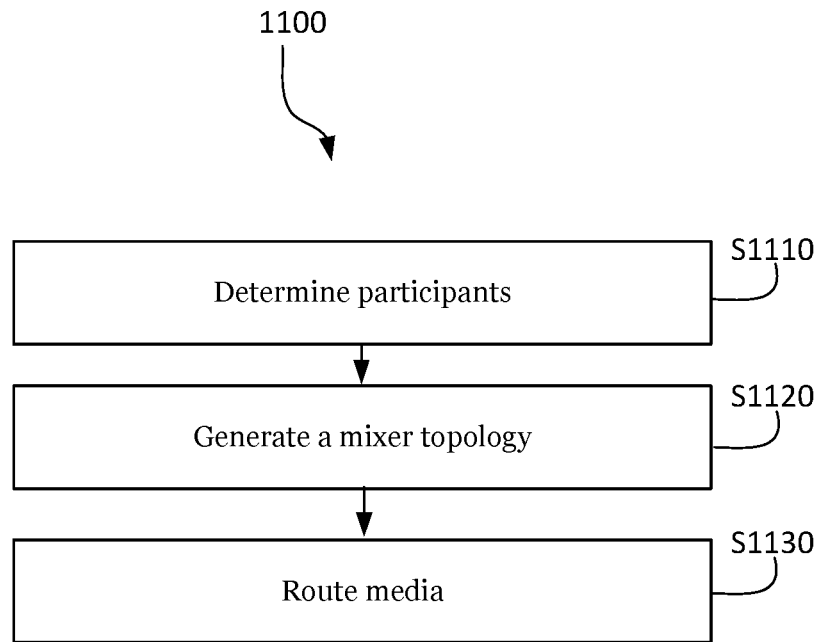 1100
S1110
Determine participants
S1120
Generate a mixer topology
S1130
Route media